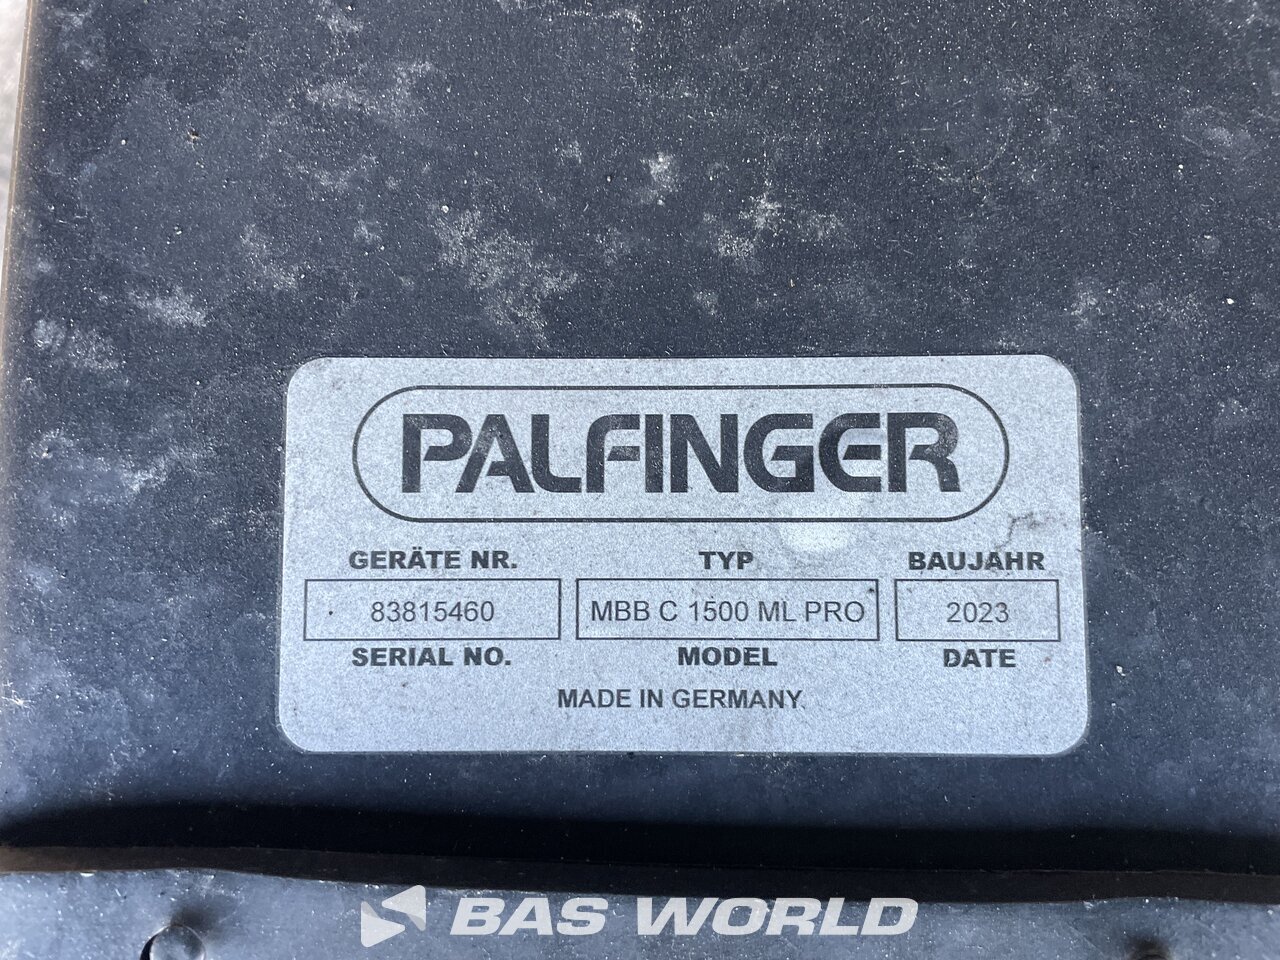 PALFINGER
GERÄTE NR. TYP BAUJAHR
83815460 MBB C 1500 ML PRO 2023
SERIAL NO. MODEL DATE
MADE IN GERMANY
BAS WORLD